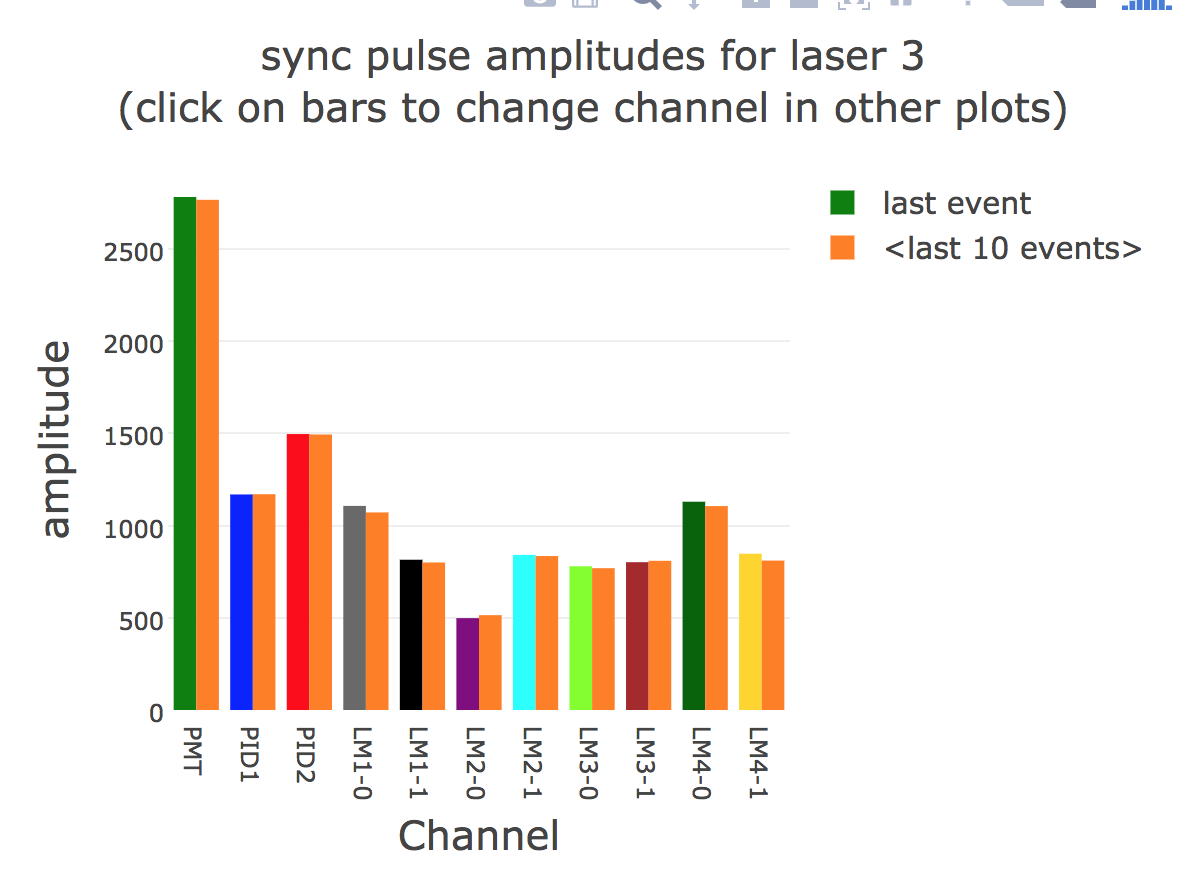 sync pulse amplitudes for laser 3
(click on bars to change channel in other plots)
last event
<last 10 events>
amplitude
2500
2000
1500
1000
500
0
PMT
PID1
PID2
LM1-0
LM1-1
LM2-0
LM2-1
LM3-0
LM3-1
LM4-0
LM4-1
Channel